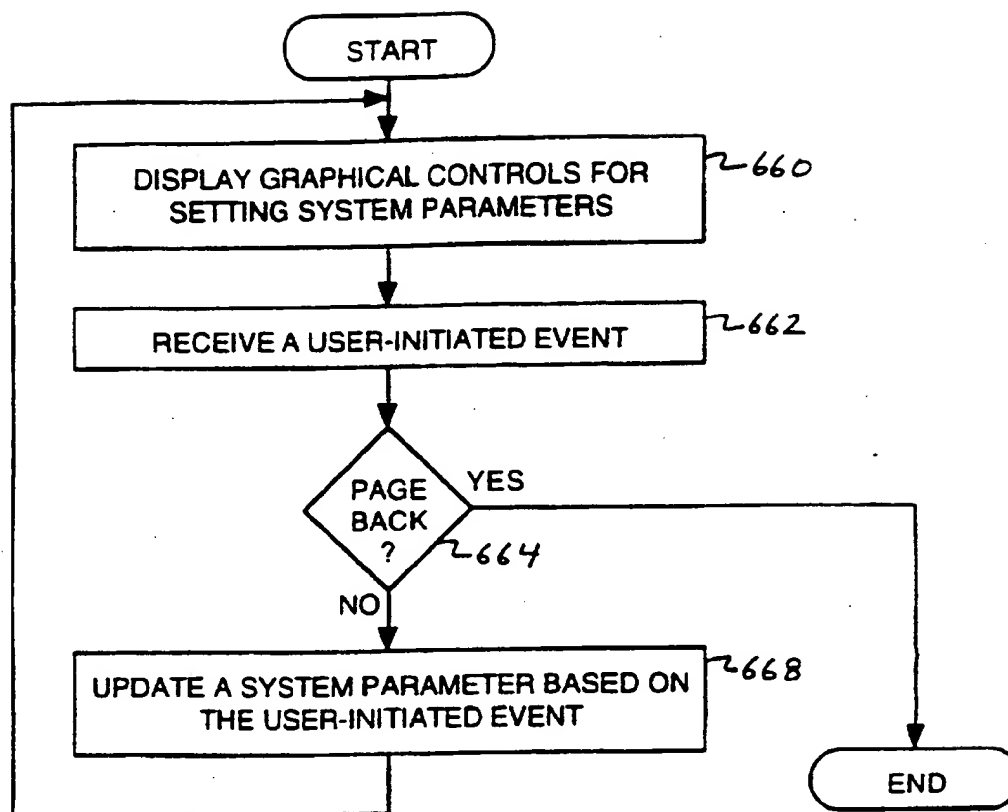 START
DISPLAY GRAPHICAL CONTROLS FOR
SETTING SYSTEM PARAMETERS
660
RECEIVE A USER-INITIATED EVENT
662
PAGE
BACK
?
YES
664
NO
UPDATE A SYSTEM PARAMETER BASED ON
THE USER-INITIATED EVENT
668
END